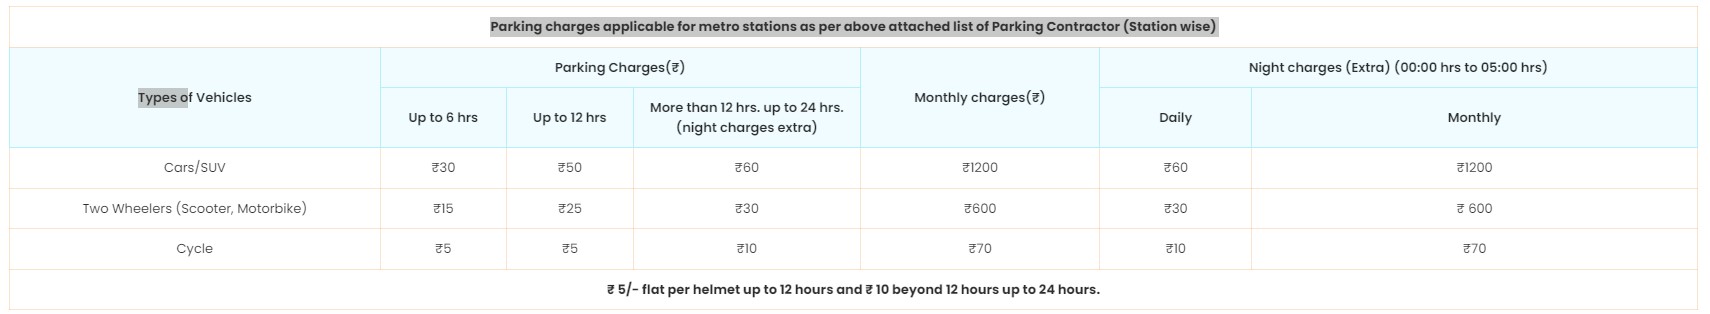 Parking charges applicable for metro stations as per above attached list of Parking Contractor (Station wise)
Types of Vehicles
Parking Charges(₹)
Monthly charges(₹)
Night charges (Extra) (00:00 hrs to 05:00 hrs)
Up to 6 hrs
Up to 12 hrs
More than 12 hrs. up to 24 hrs.
(night charges extra)
Daily
Monthly
Cars/SUV ₹30 ₹50 ₹60 ₹1200 ₹60 ₹1200
Two Wheelers (Scooter, Motorbike) ₹15 ₹25 ₹30 ₹600 ₹30 ₹ 600
Cycle ₹5 ₹5 ₹10 ₹70 ₹10 ₹70
₹ 5/- flat per helmet up to 12 hours and ₹ 10 beyond 12 hours up to 24 hours.